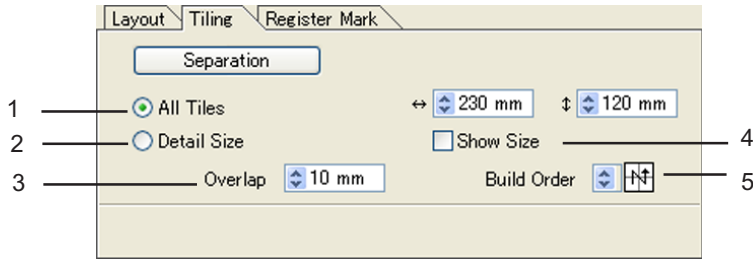 Layout Tiling Register Mark
Separation
1 All Tiles ↔ 230 mm ↕ 120 mm
2 Detail Size Show Size 4
3 Overlap 10 mm Build Order 5